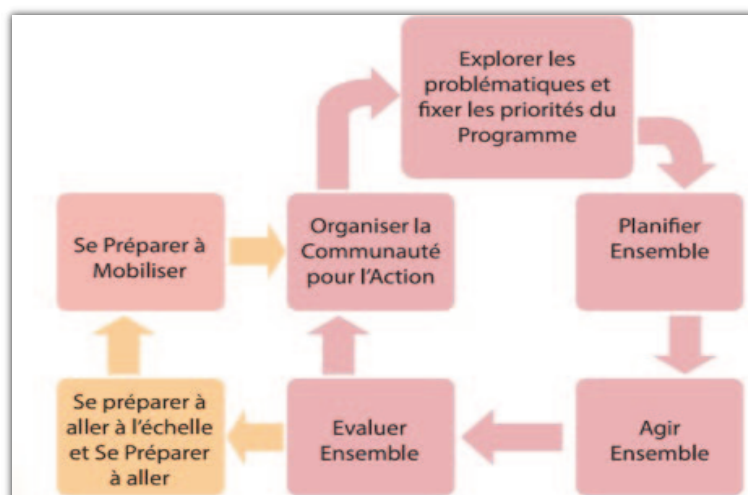 Explorer les
problématiques et
fixer les priorités du
Programme
Se Préparer à
Mobiliser
Organiser la
Communauté
pour l'Action
Planifier
Ensemble
Se préparer à
aller à l'échelle
et Se Préparer
à aller
Evaluer
Ensemble
Agir
Ensemble